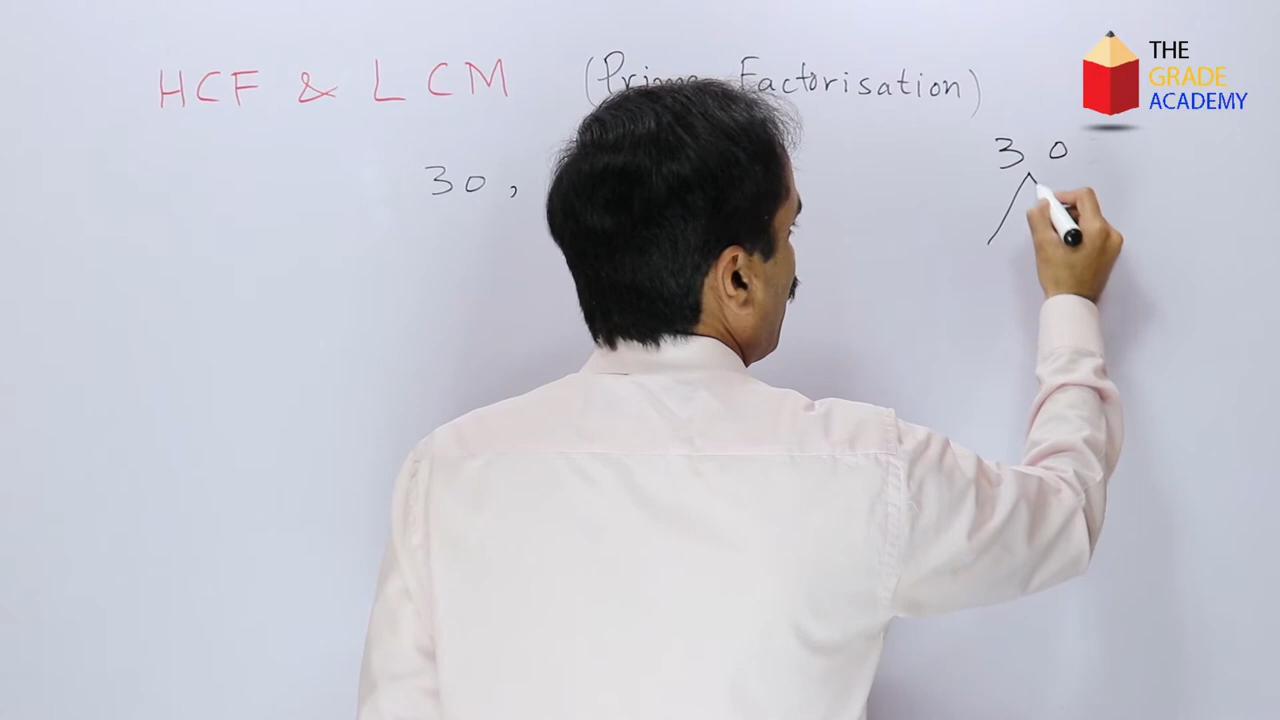 HCF & LCM (Prime Factorisation)
30,
30
THE
GRADE
ACADEMY